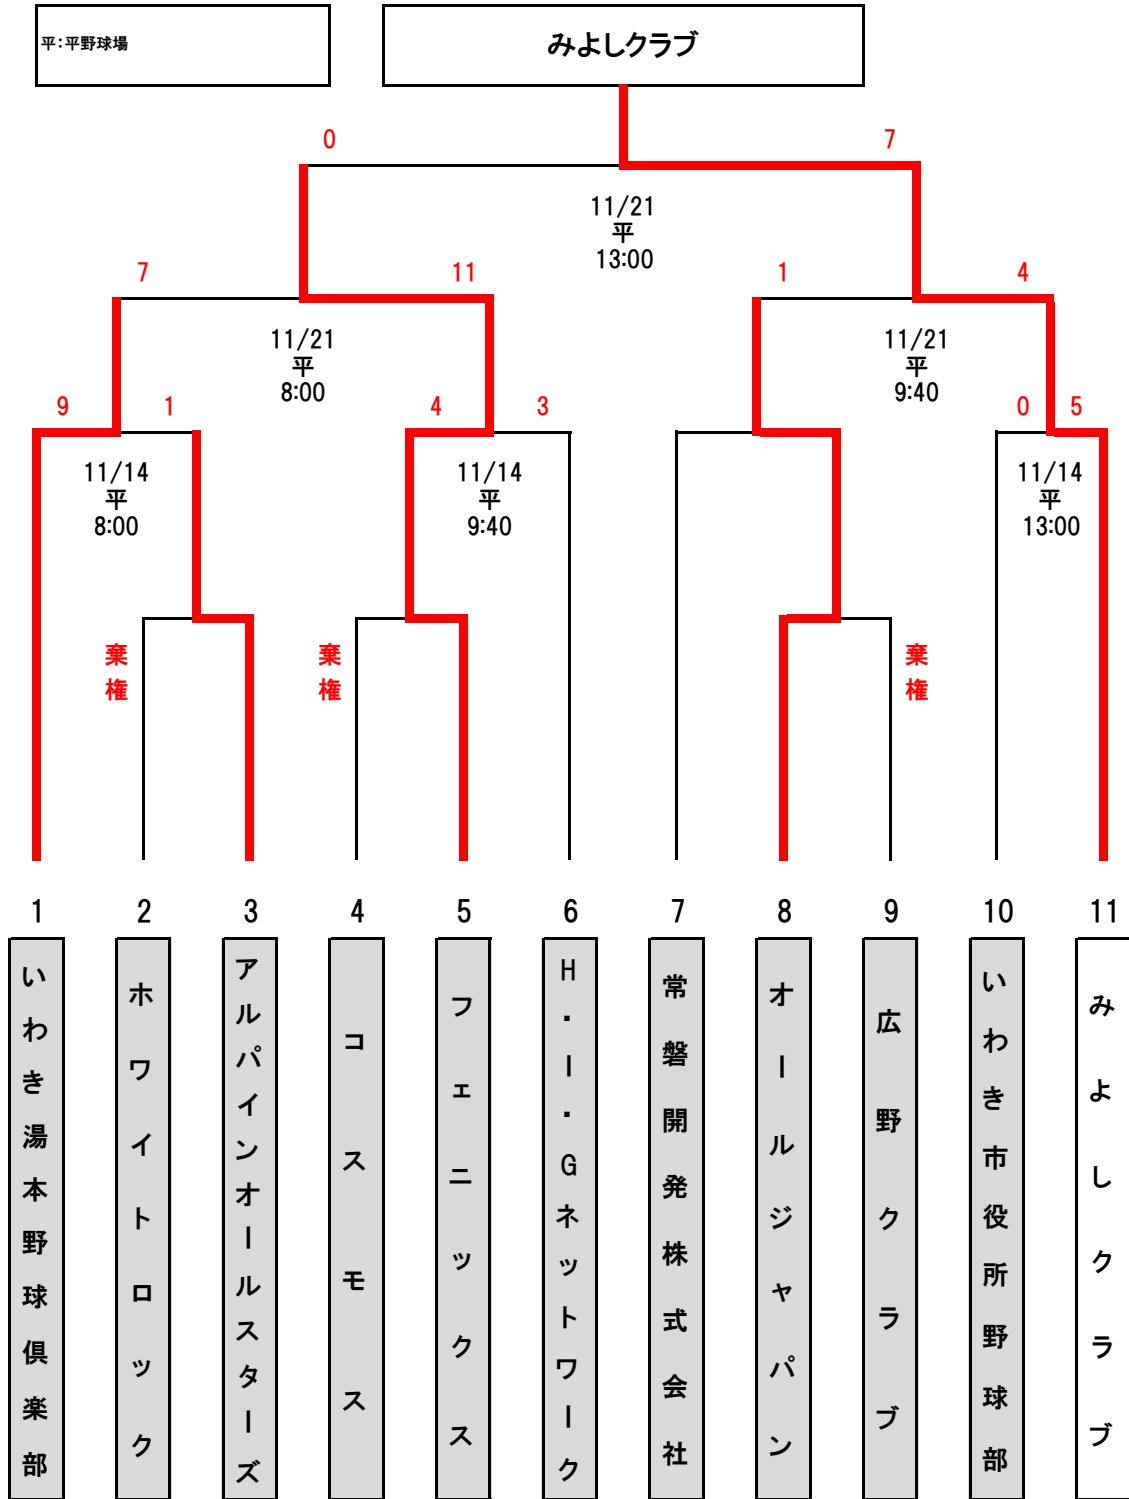 平：平野球場
みよしクラブ
0
7
11/21
平
13:00
7
11
1
4
11/21
平
8:00
11/21
平
9:40
9
1
4
3
0
5
11/14
平
8:00
11/14
平
9:40
11/14
平
13:00
棄権
棄権
棄権
1
2
3
4
5
6
7
8
9
10
11
いわき湯本野球倶楽部
ホワイトロック
アルパインオールスターズ
コスモス
フェニックス
H・I・Gネットワーク
常磐開発株式会社
オールジャパン
広野クラブ
いわき市役所野球部
みよしクラブ